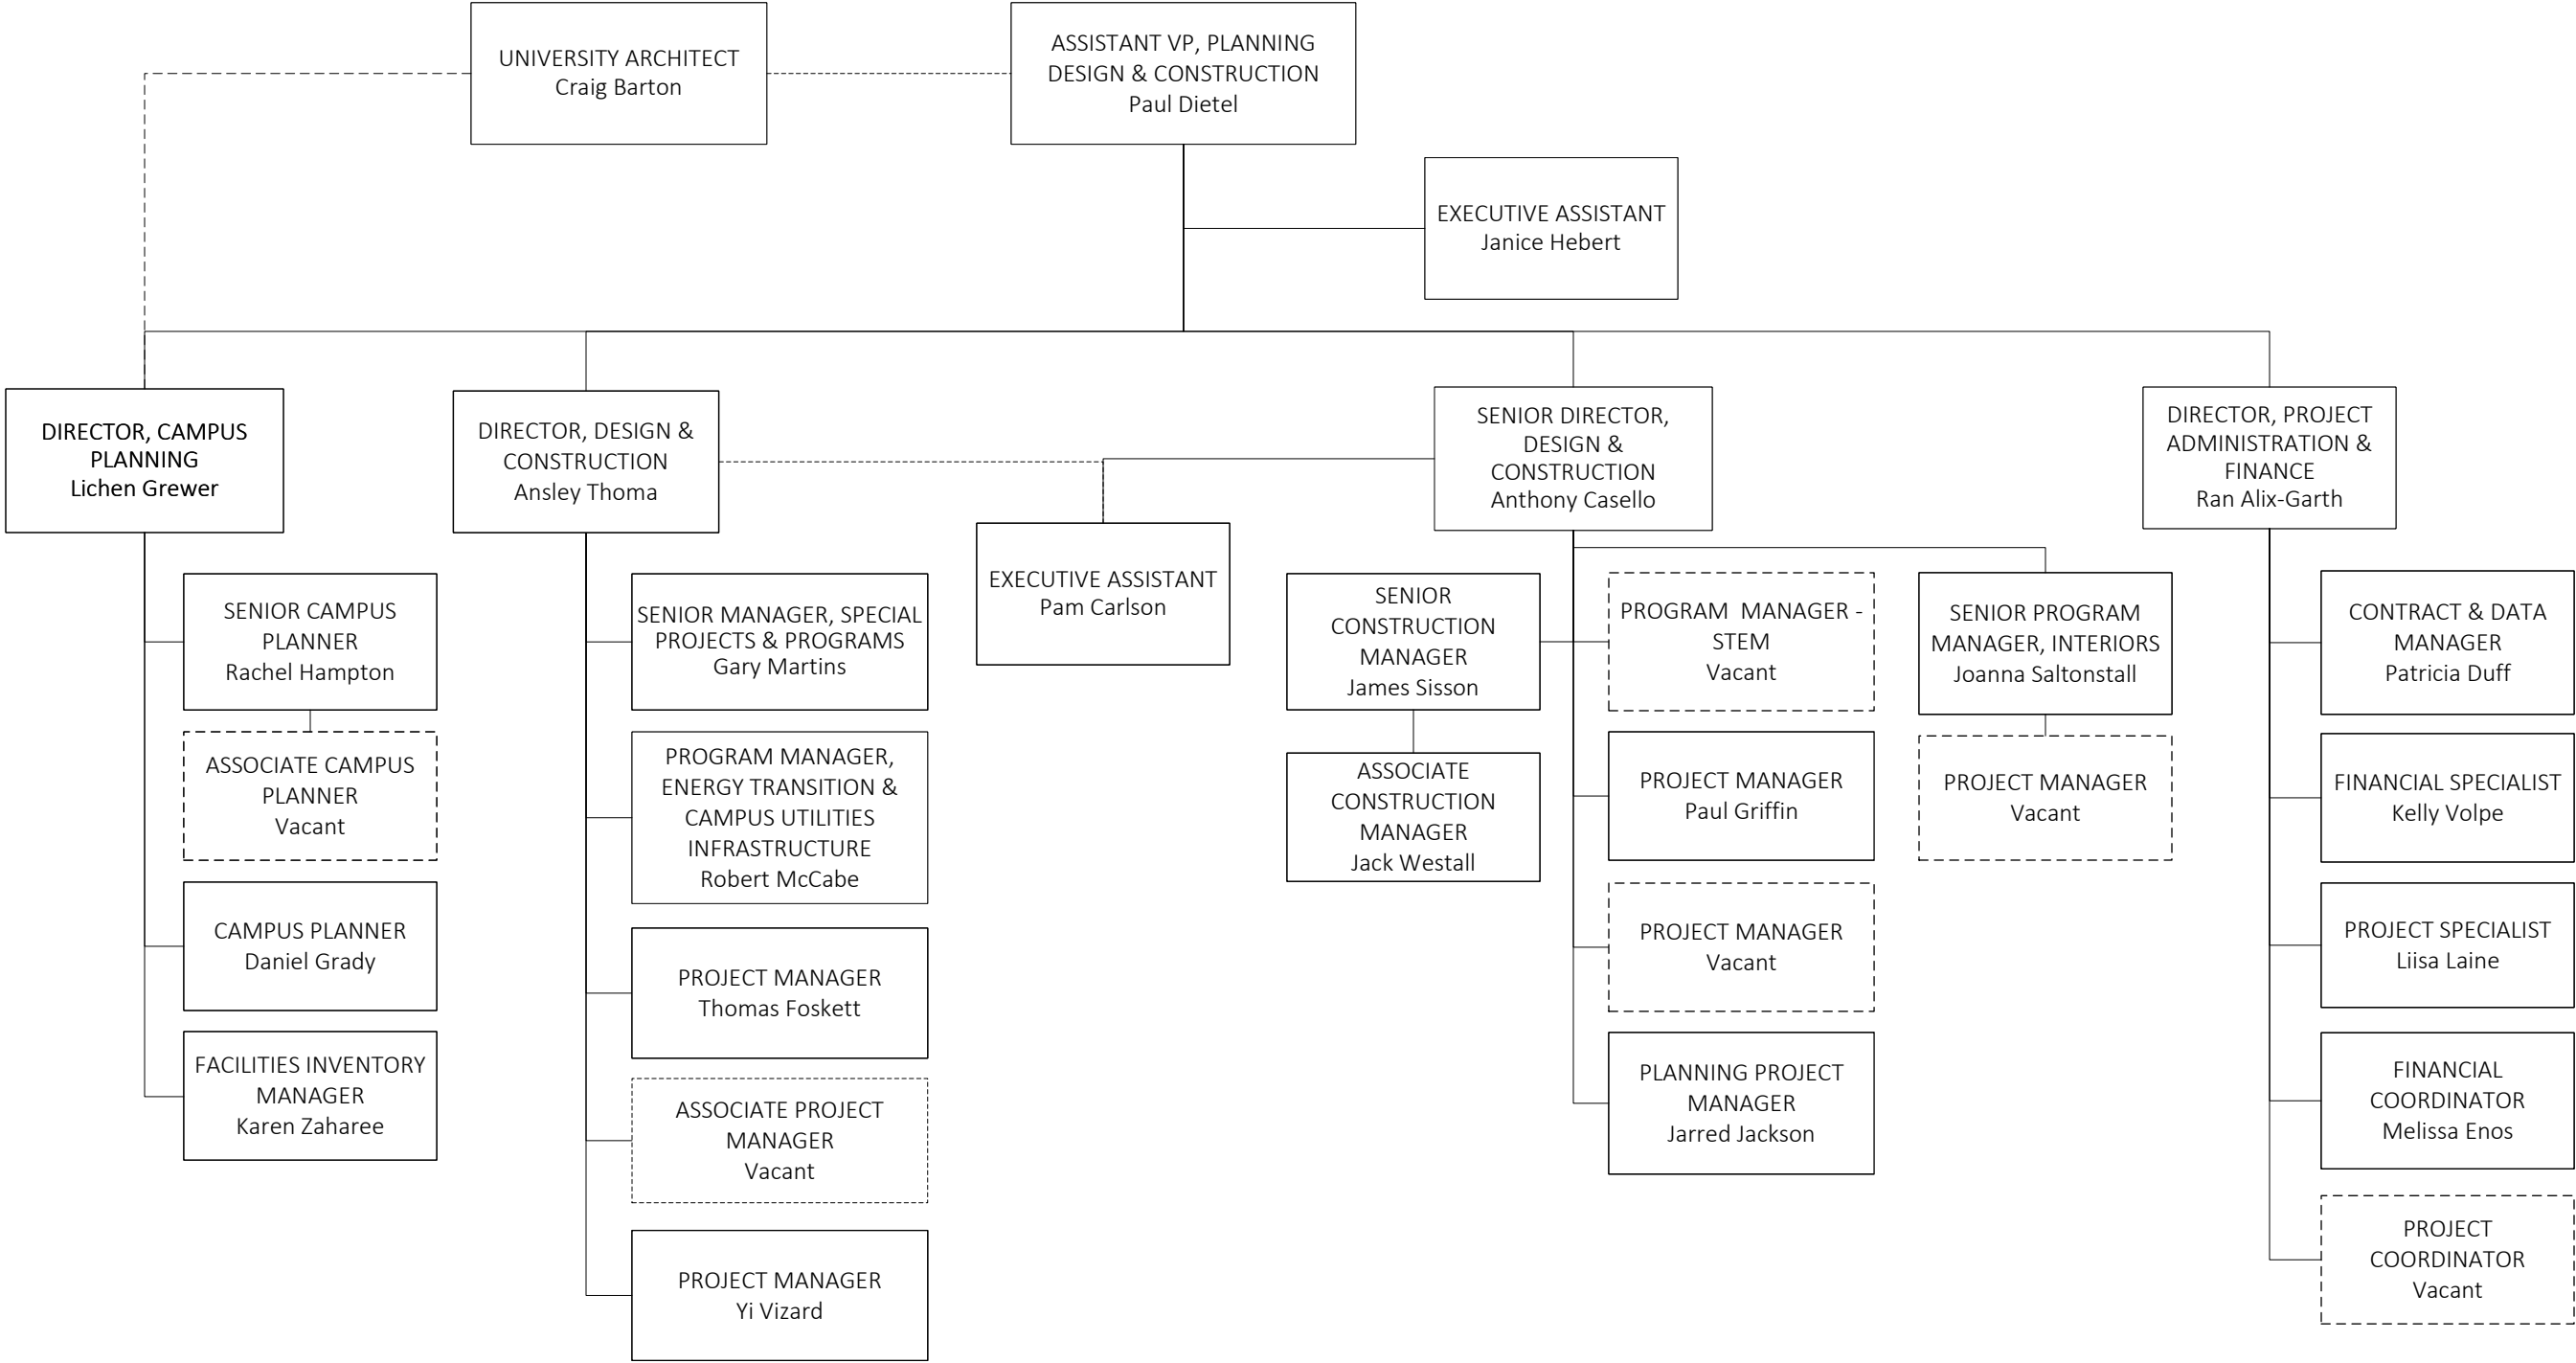 UNIVERSITY ARCHITECT
Craig Barton
ASSISTANT VP, PLANNING
DESIGN & CONSTRUCTION
Paul Dietel
EXECUTIVE ASSISTANT
Janice Hebert
DIRECTOR, CAMPUS
PLANNING
Lichen Grewer
DIRECTOR, DESIGN &
CONSTRUCTION
Ansley Thoma
SENIOR DIRECTOR,
DESIGN &
CONSTRUCTION
Anthony Casello
DIRECTOR, PROJECT
ADMINISTRATION &
FINANCE
Ran Alix-Garth
SENIOR CAMPUS
PLANNER
Rachel Hampton
ASSOCIATE CAMPUS
PLANNER
Vacant
CAMPUS PLANNER
Daniel Grady
FACILITIES INVENTORY
MANAGER
Karen Zaharee
SENIOR MANAGER, SPECIAL
PROJECTS & PROGRAMS
Gary Martins
PROGRAM MANAGER,
ENERGY TRANSITION &
CAMPUS UTILITIES
INFRASTRUCTURE
Robert McCabe
PROJECT MANAGER
Thomas Foskett
ASSOCIATE PROJECT
MANAGER
Vacant
PROJECT MANAGER
Yi Vizard
EXECUTIVE ASSISTANT
Pam Carlson
SENIOR
CONSTRUCTION
MANAGER
James Sisson
ASSOCIATE
CONSTRUCTION
MANAGER
Jack Westall
PROGRAM MANAGER -
STEM
Vacant
PROJECT MANAGER
Paul Griffin
PROJECT MANAGER
Vacant
PLANNING PROJECT
MANAGER
Jarred Jackson
SENIOR PROGRAM
MANAGER, INTERIORS
Joanna Saltonstall
PROJECT MANAGER
Vacant
CONTRACT & DATA
MANAGER
Patricia Duff
FINANCIAL SPECIALIST
Kelly Volpe
PROJECT SPECIALIST
Liisa Laine
FINANCIAL
COORDINATOR
Melissa Enos
PROJECT
COORDINATOR
Vacant